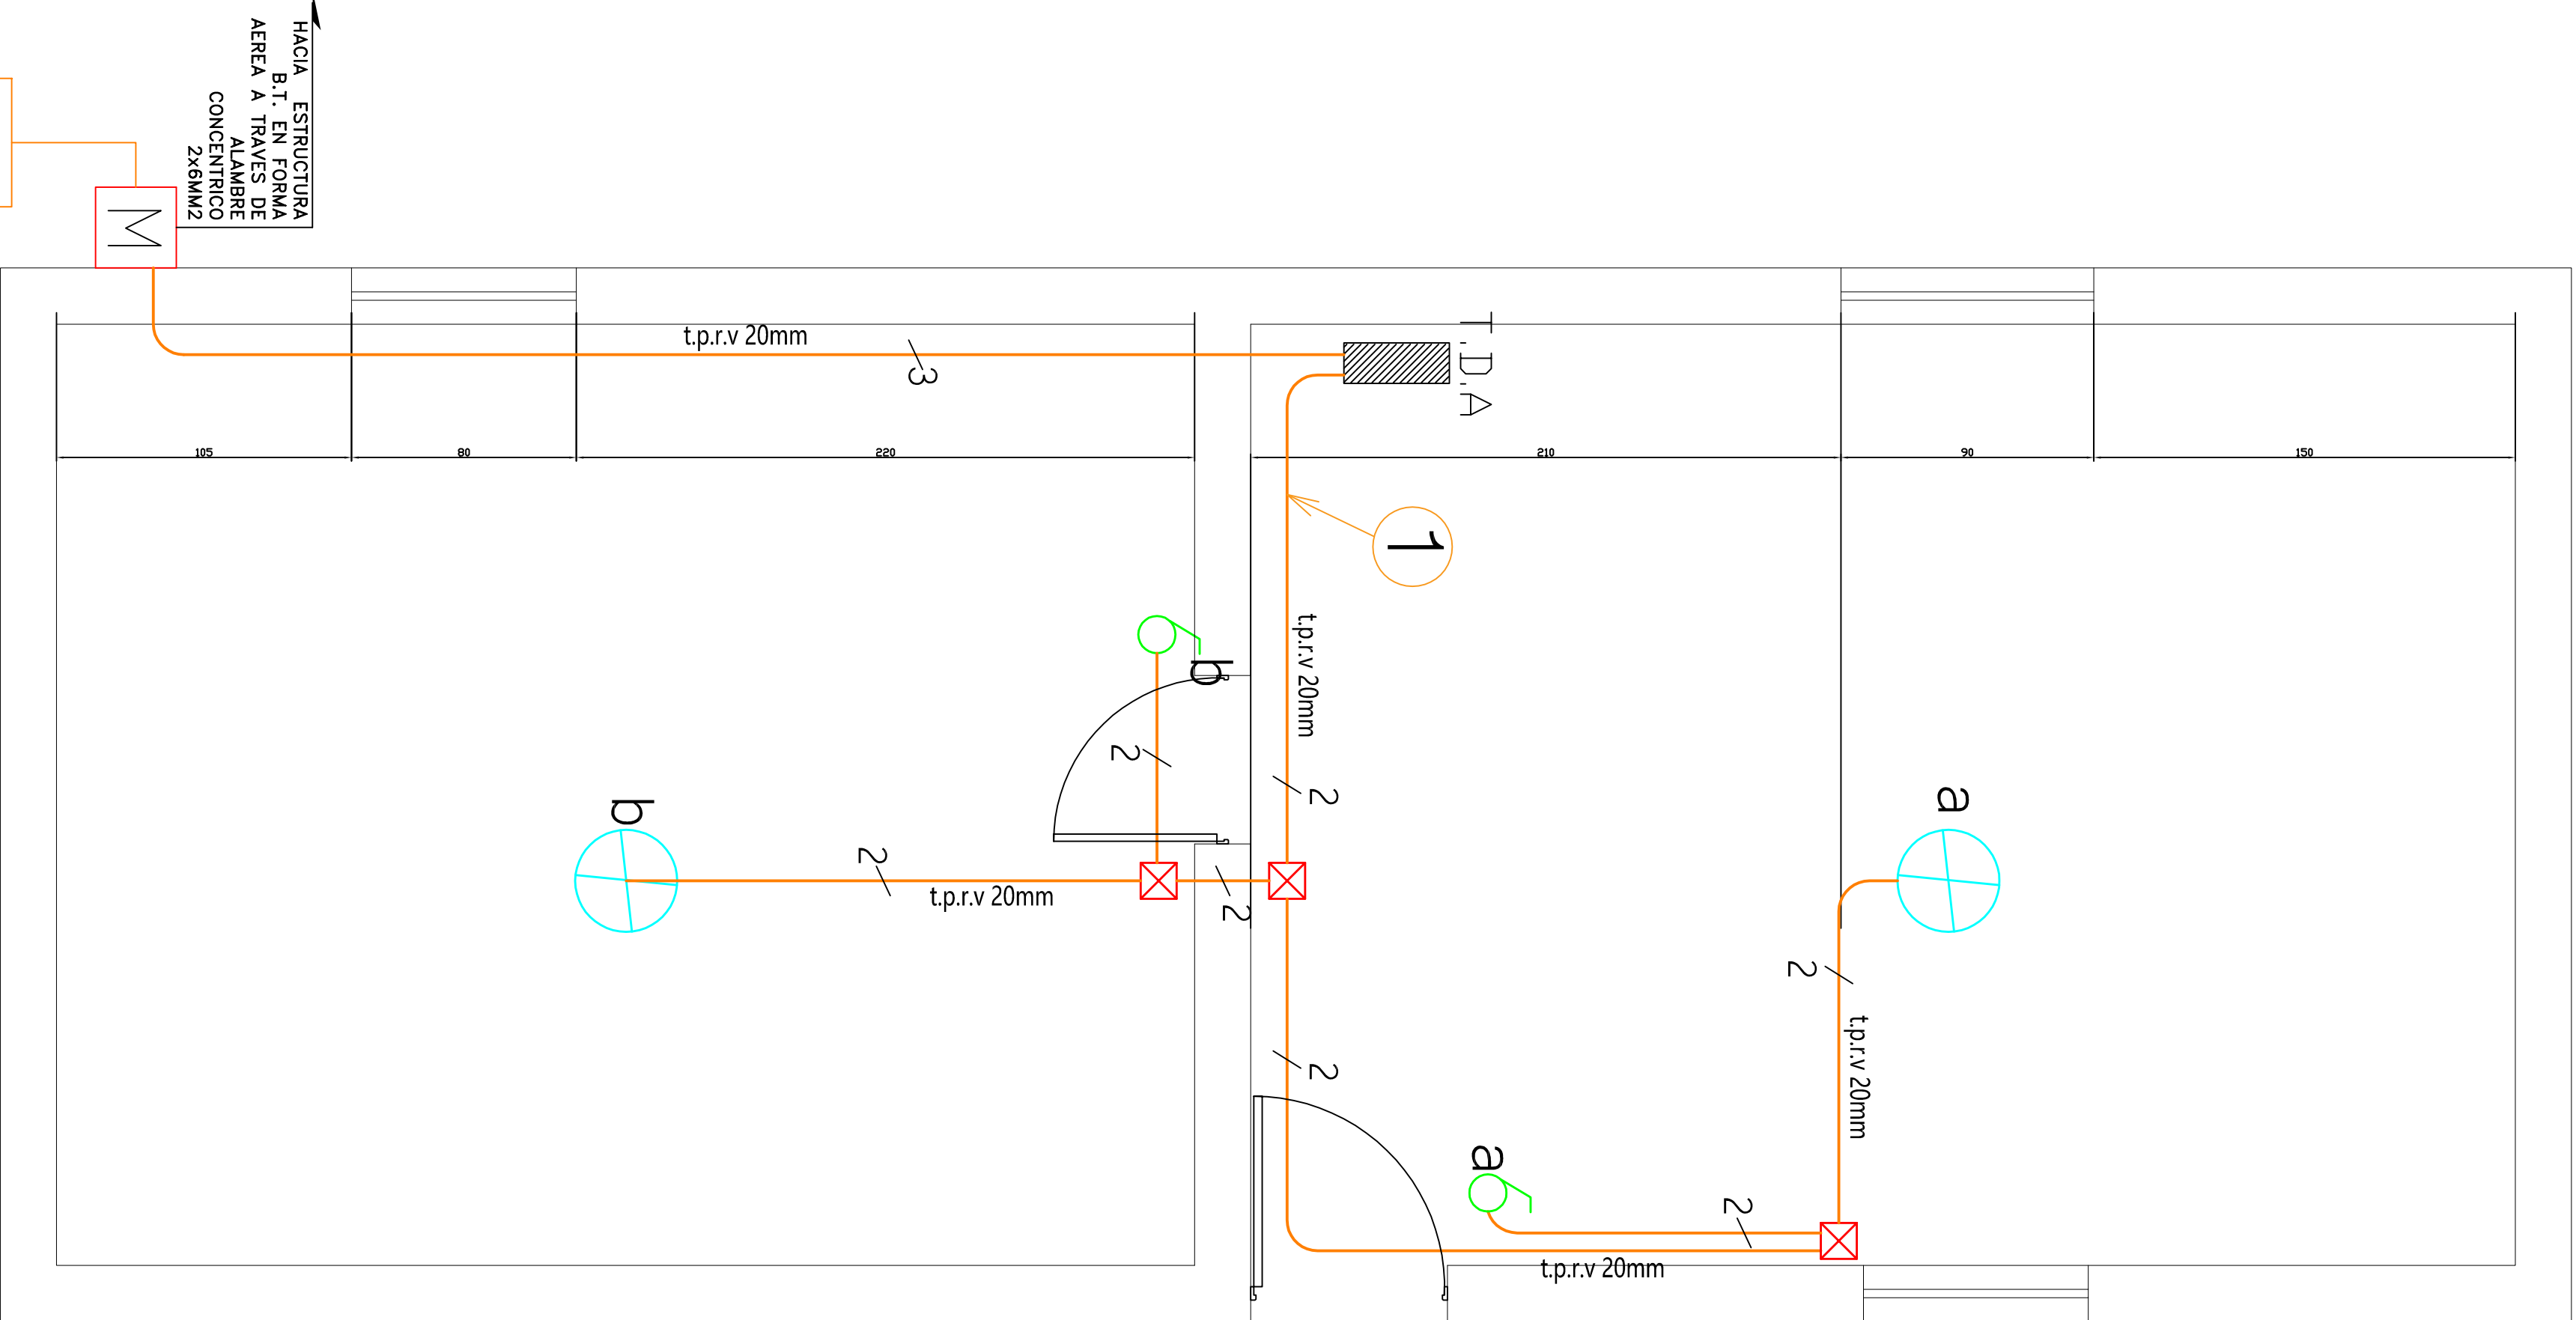 HACIA ESTRUCTURA
B.T. EN FORMA
AEREA A TRAVES DE
ALAMBRE
CONCENTRICO
2x6MM2
M
t.p.r.v 20mm
3
T.D.A
105
80
220
210
90
150
1
t.p.r.v 20mm
b
2
2
a
b
2
t.p.r.v 20mm
2
2
t.p.r.v 20mm
2
a
2
t.p.r.v 20mm